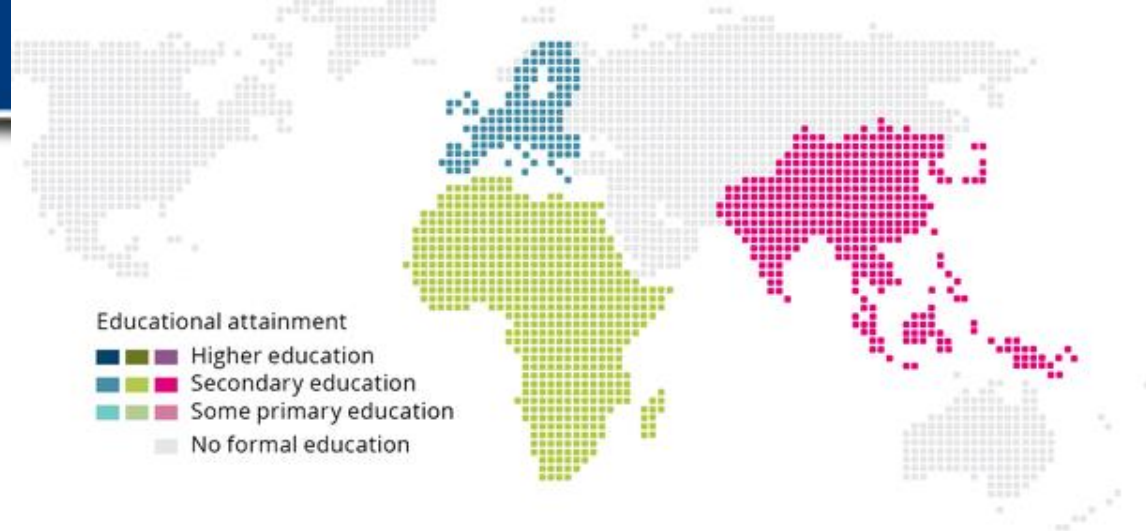 Educational attainment
Higher education
Secondary education
Some primary education
No formal education